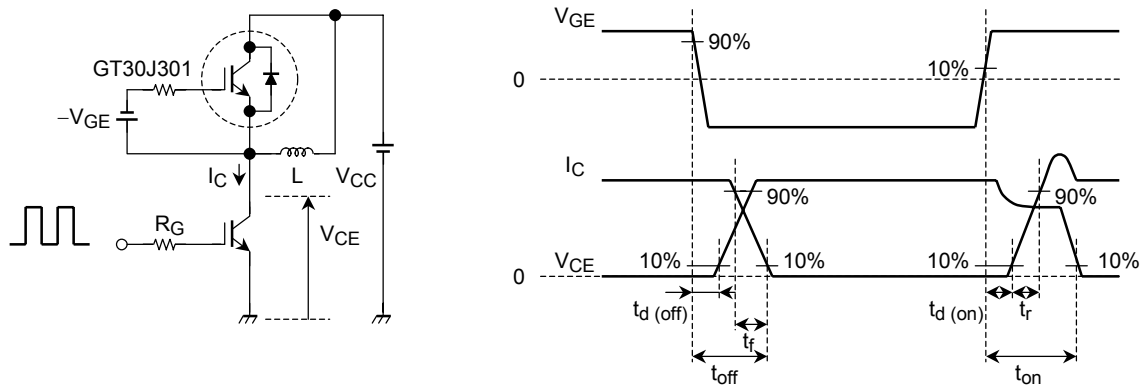 GT30J301
−VGE
IC
L
VCC
RG
VCE
VGE
90%
0
10%
IC
90%
90%
VCE
10%
10%
10%
10%
0
td (off)
tf
toff
td (on)
tr
ton